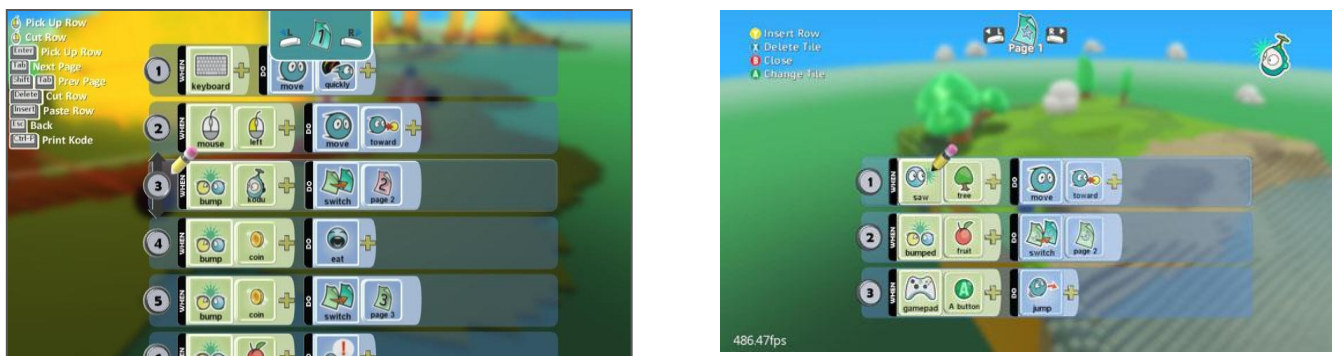 Pick Up Row
Cut Row
Enter Pick Up Row
Tab Next Page
Shift Tab Prev Page
Delete Cut Row
Insert Paste Row
Esc Back
Ctrl-P Print Kode
L 1 R
1 WHEN keyboard DO move quickly
2 WHEN mouse left DO move toward
3 WHEN bump kodu DO switch 2 page 2
4 WHEN bump coin DO eat
5 WHEN bump coin DO switch 3 page 3
Y Insert Row
X Delete Tile
B Close
A Change Tile
L R
Page 1
1 WHEN saw tree DO move toward
2 WHEN bumped fruit DO switch page 2
3 WHEN gamepad A A button DO jump
486.47fps